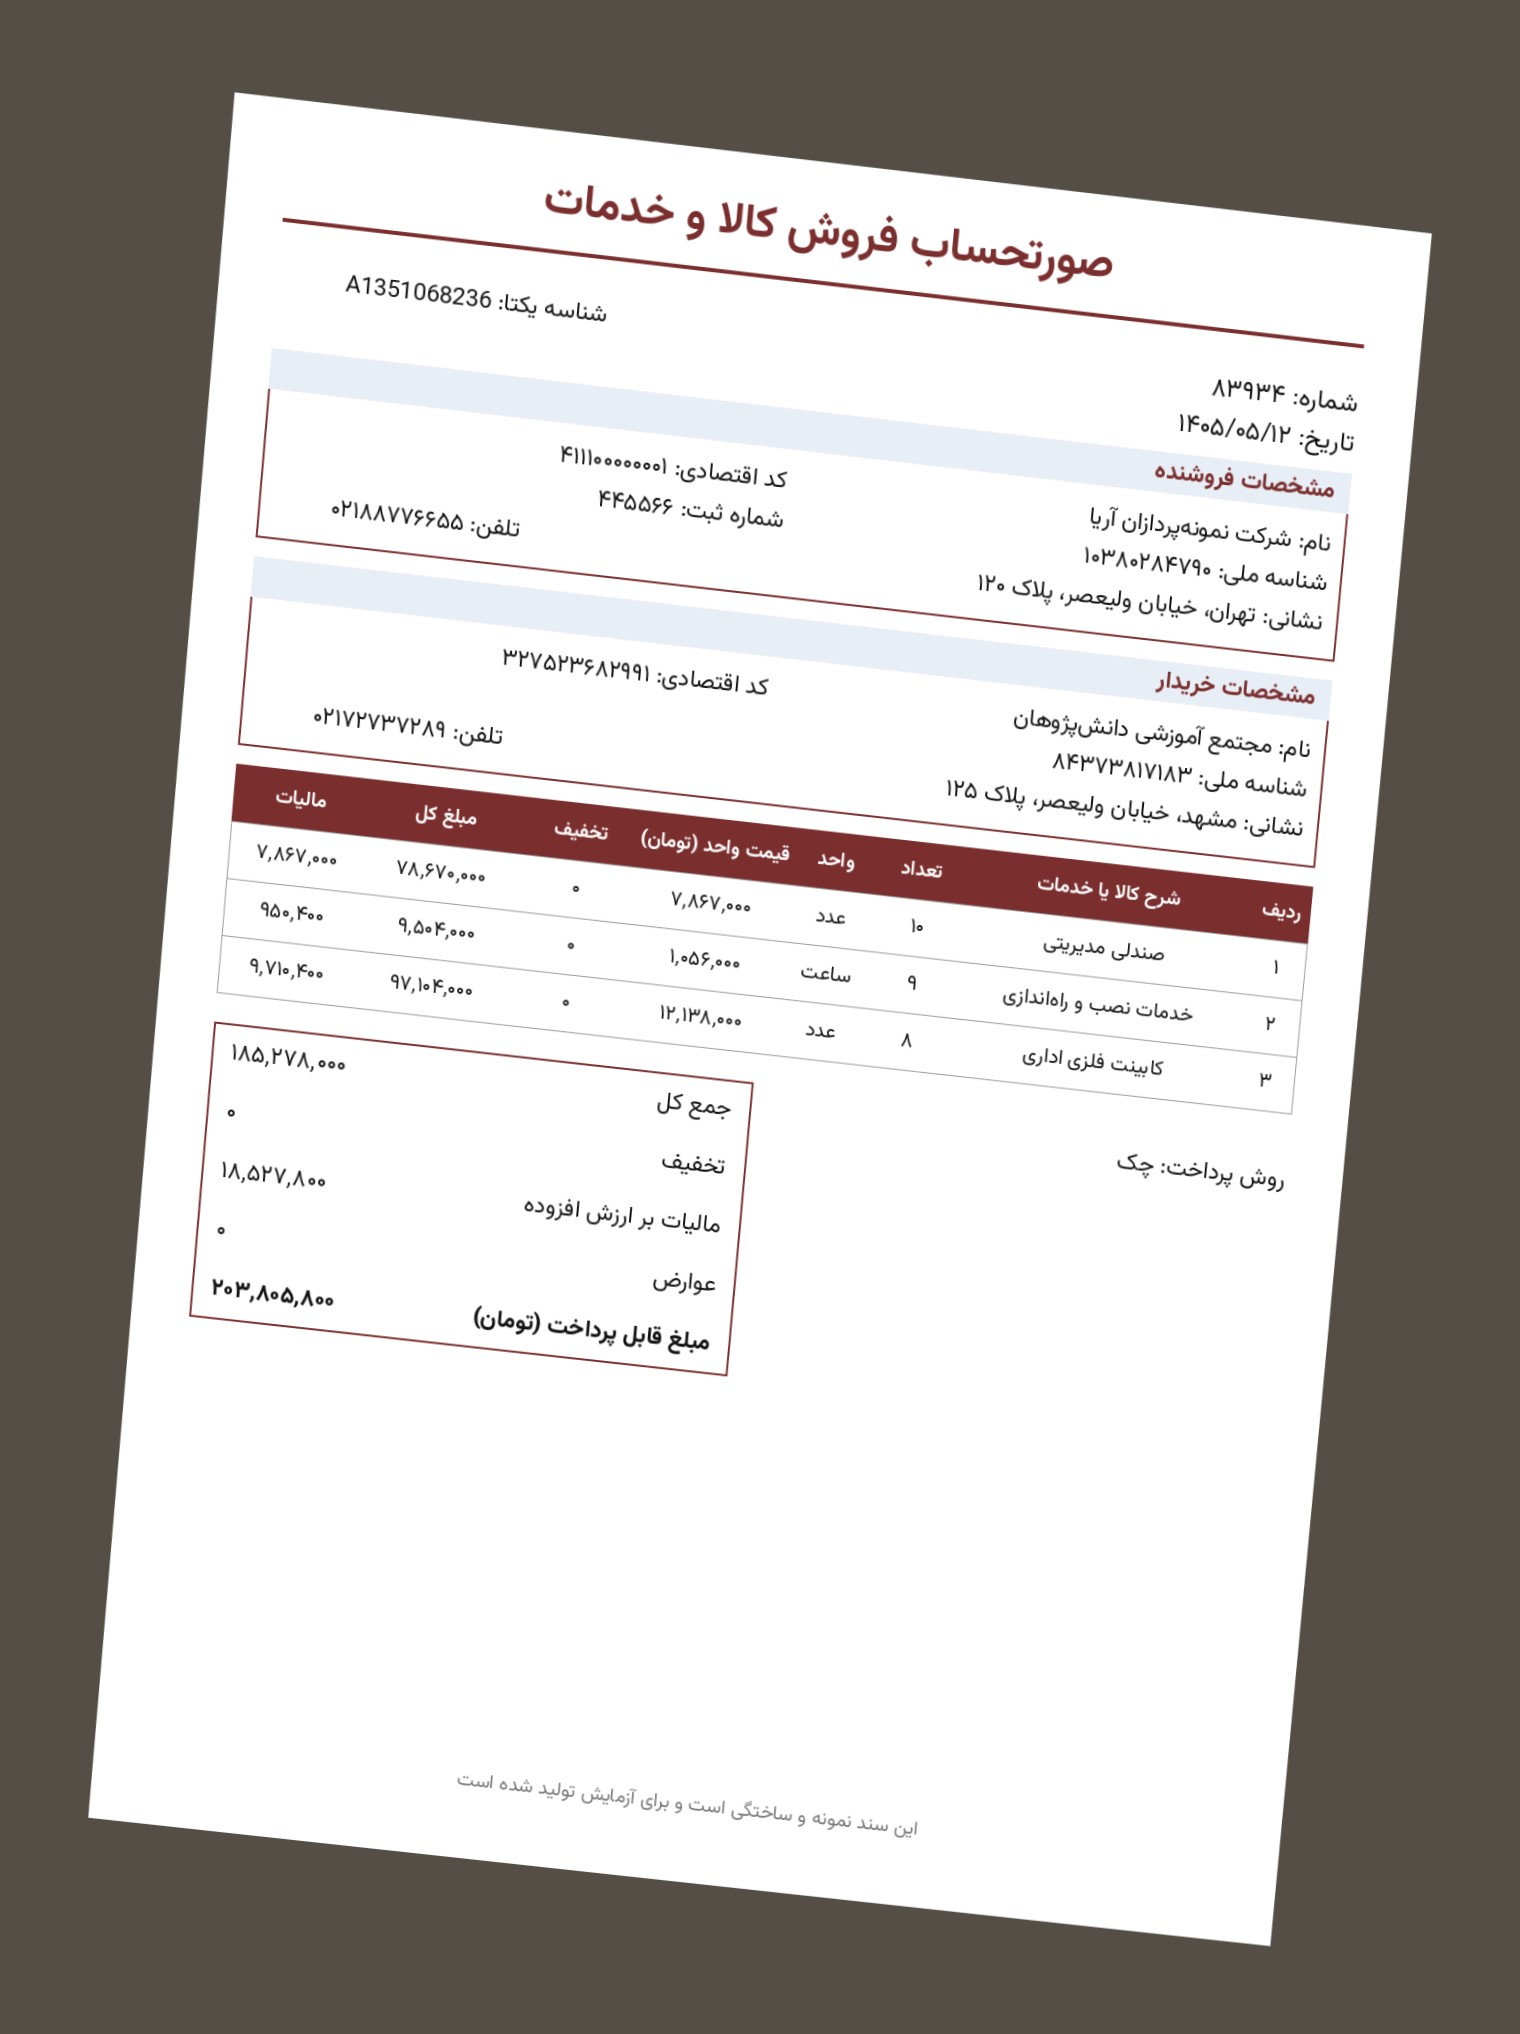 صورتحساب فروش کالا و خدمات
شناسه یکتا: A1351068236
شماره: ۸۳۹۳۴
تاریخ: ۱۴۰۵/۰۵/۱۲
مشخصات فروشنده
نام: شرکت نمونه‌پردازان آریا
کد اقتصادی: ۴۱۱۱۰۰۰۰۰۰۰۱
شناسه ملی: ۱۰۳۸۰۲۸۴۷۹۰
شماره ثبت: ۴۴۵۵۶۶
نشانی: تهران، خیابان ولیعصر، پلاک ۱۲۰
تلفن: ۰۲۱۸۸۷۷۶۶۵۵
مشخصات خریدار
نام: مجتمع آموزشی دانش‌پژوهان
کد اقتصادی: ۳۲۷۵۲۳۶۸۲۹۹۱
شناسه ملی: ۸۴۳۷۳۸۱۷۱۸۳
نشانی: مشهد، خیابان ولیعصر، پلاک ۱۲۵
تلفن: ۰۲۱۷۲۷۳۷۲۸۹
ردیف شرح کالا یا خدمات تعداد واحد قیمت واحد (تومان) تخفیف مبلغ کل مالیات
۱ صندلی مدیریتی ۱۰ عدد ۷,۸۶۷,۰۰۰ ۰ ۷۸,۶۷۰,۰۰۰ ۷,۸۶۷,۰۰۰
۲ خدمات نصب و راه‌اندازی ۹ ساعت ۱,۰۵۶,۰۰۰ ۰ ۹,۵۰۴,۰۰۰ ۹۵۰,۴۰۰
۳ کابینت فلزی اداری ۸ عدد ۱۲,۱۳۸,۰۰۰ ۰ ۹۷,۱۰۴,۰۰۰ ۹,۷۱۰,۴۰۰
جمع کل ۱۸۵,۲۷۸,۰۰۰
تخفیف ۰
مالیات بر ارزش افزوده ۱۸,۵۲۷,۸۰۰
عوارض ۰
مبلغ قابل پرداخت (تومان) ۲۰۳,۸۰۵,۸۰۰
روش پرداخت: چک
این سند نمونه و ساختگی است و برای آزمایش تولید شده است